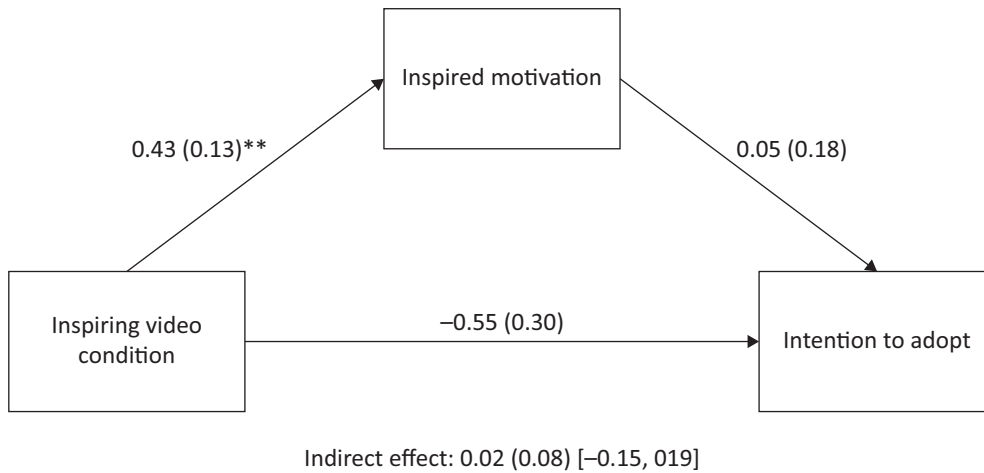 Inspired motivation
0.43 (0.13)**
0.05 (0.18)
Inspiring video
condition
–0.55 (0.30)
Intention to adopt
Indirect effect: 0.02 (0.08) [–0.15, 019]